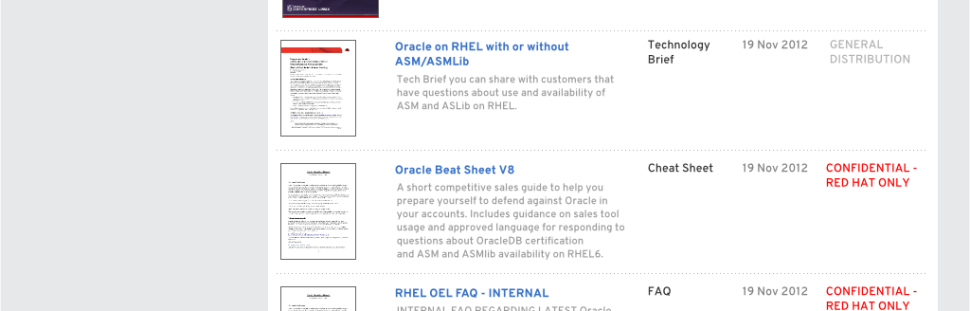 Oracle on RHEL with or without
ASM/ASMLib
Technology
Brief
19 Nov 2012
GENERAL
DISTRIBUTION
Tech Brief you can share with customers that
have questions about use and availability of
ASM and ASLib on RHEL.
Oracle Beat Sheet V8
Cheat Sheet
19 Nov 2012
CONFIDENTIAL -
RED HAT ONLY
A short competitive sales guide to help you
prepare yourself to defend against Oracle in
your accounts. Includes guidance on sales tool
usage and approved language for responding to
questions about OracleDB certification
and ASM and ASMlib availability on RHEL6.
RHEL OEL FAQ - INTERNAL
FAQ
19 Nov 2012
CONFIDENTIAL -
RED HAT ONLY
INTERNAL FAQ REGARDING LATEST Oracle